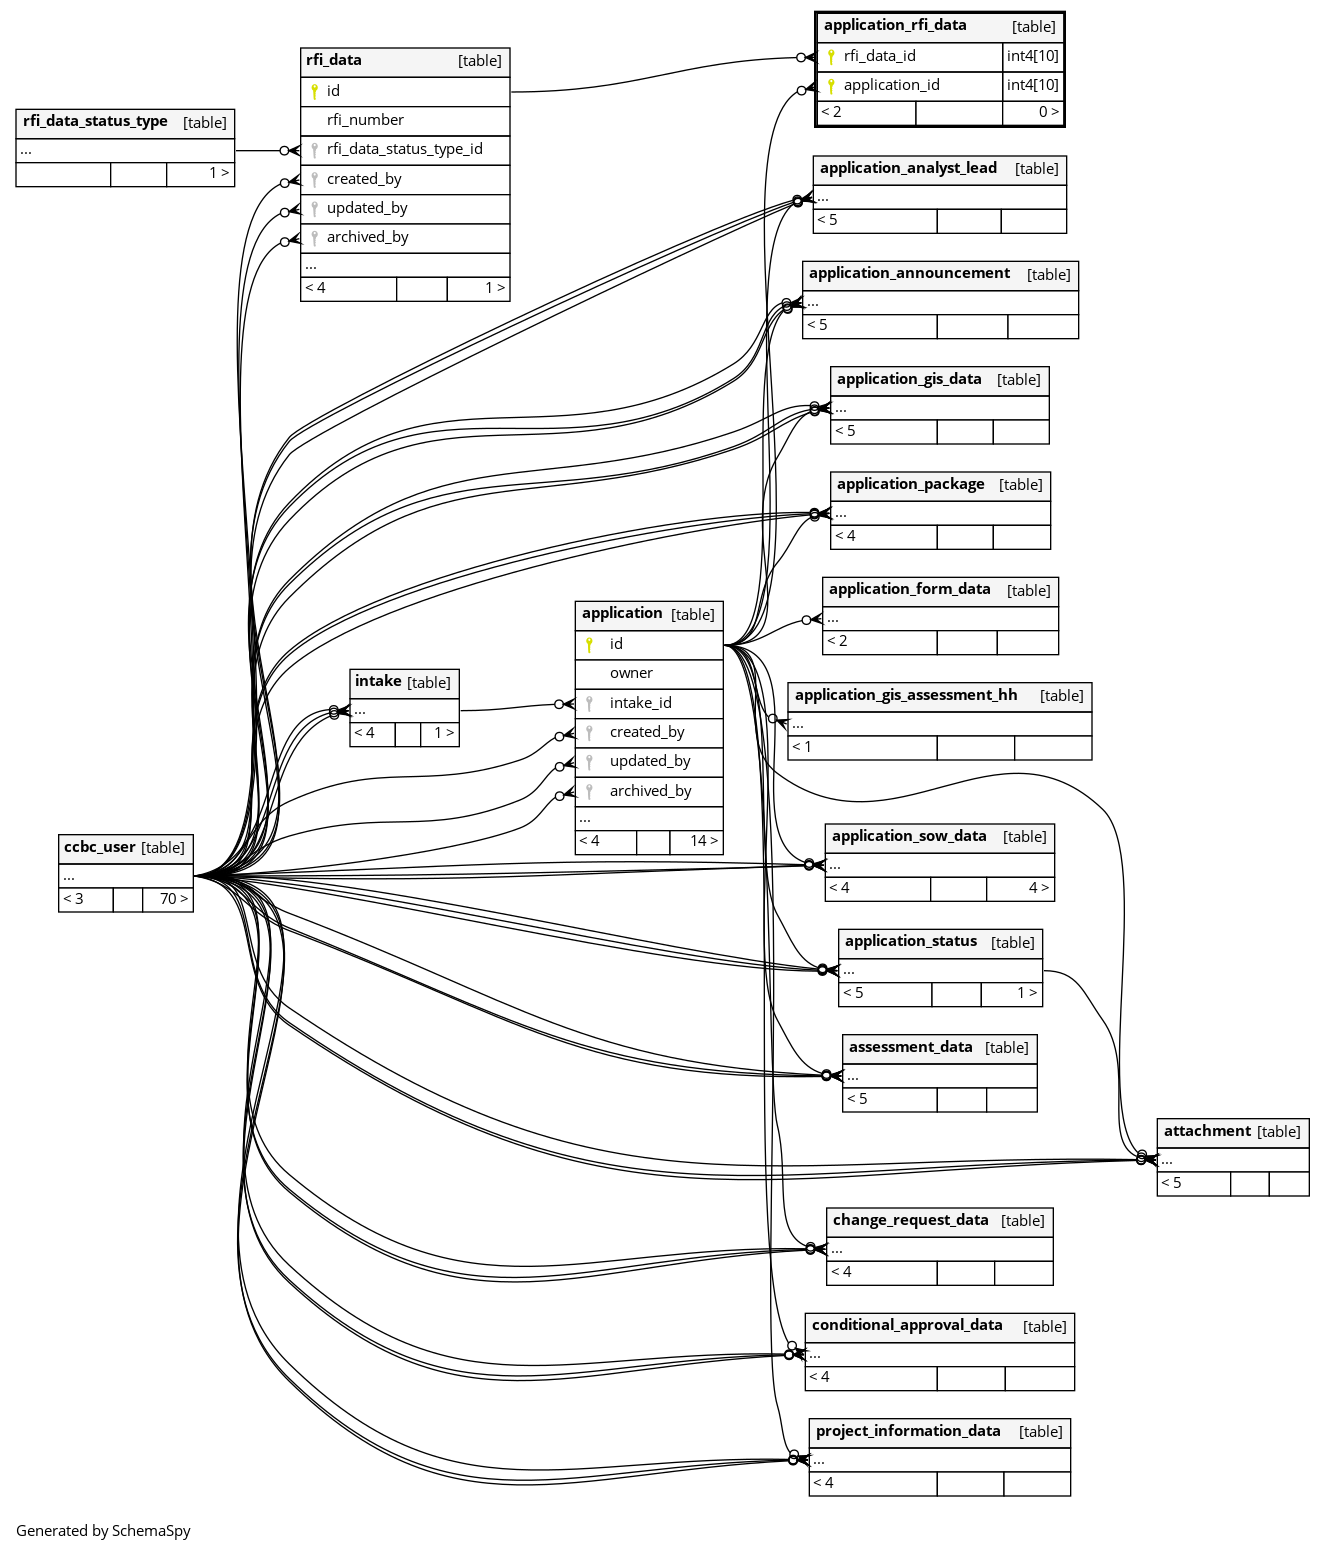 application_rfi_data [table]
rfi_data_id int4[10]
application_id int4[10]
< 2 0 >
rfi_data [table]
id
rfi_number
rfi_data_status_type_id
created_by
updated_by
archived_by
...
< 4 1 >
rfi_data_status_type [table]
...
1 >
application_analyst_lead [table]
...
< 5
application_announcement [table]
...
< 5
application_gis_data [table]
...
< 5
application_package [table]
...
< 4
application_form_data [table]
...
< 2
application [table]
id
owner
intake_id
created_by
updated_by
archived_by
...
< 4 14 >
intake [table]
...
< 4 1 >
application_gis_assessment_hh [table]
...
< 1
ccbc_user [table]
...
< 3 70 >
application_sow_data [table]
...
< 4 4 >
application_status [table]
...
< 5 1 >
assessment_data [table]
...
< 5
attachment [table]
...
< 5
change_request_data [table]
...
< 4
conditional_approval_data [table]
...
< 4
project_information_data [table]
...
< 4
Generated by SchemaSpy